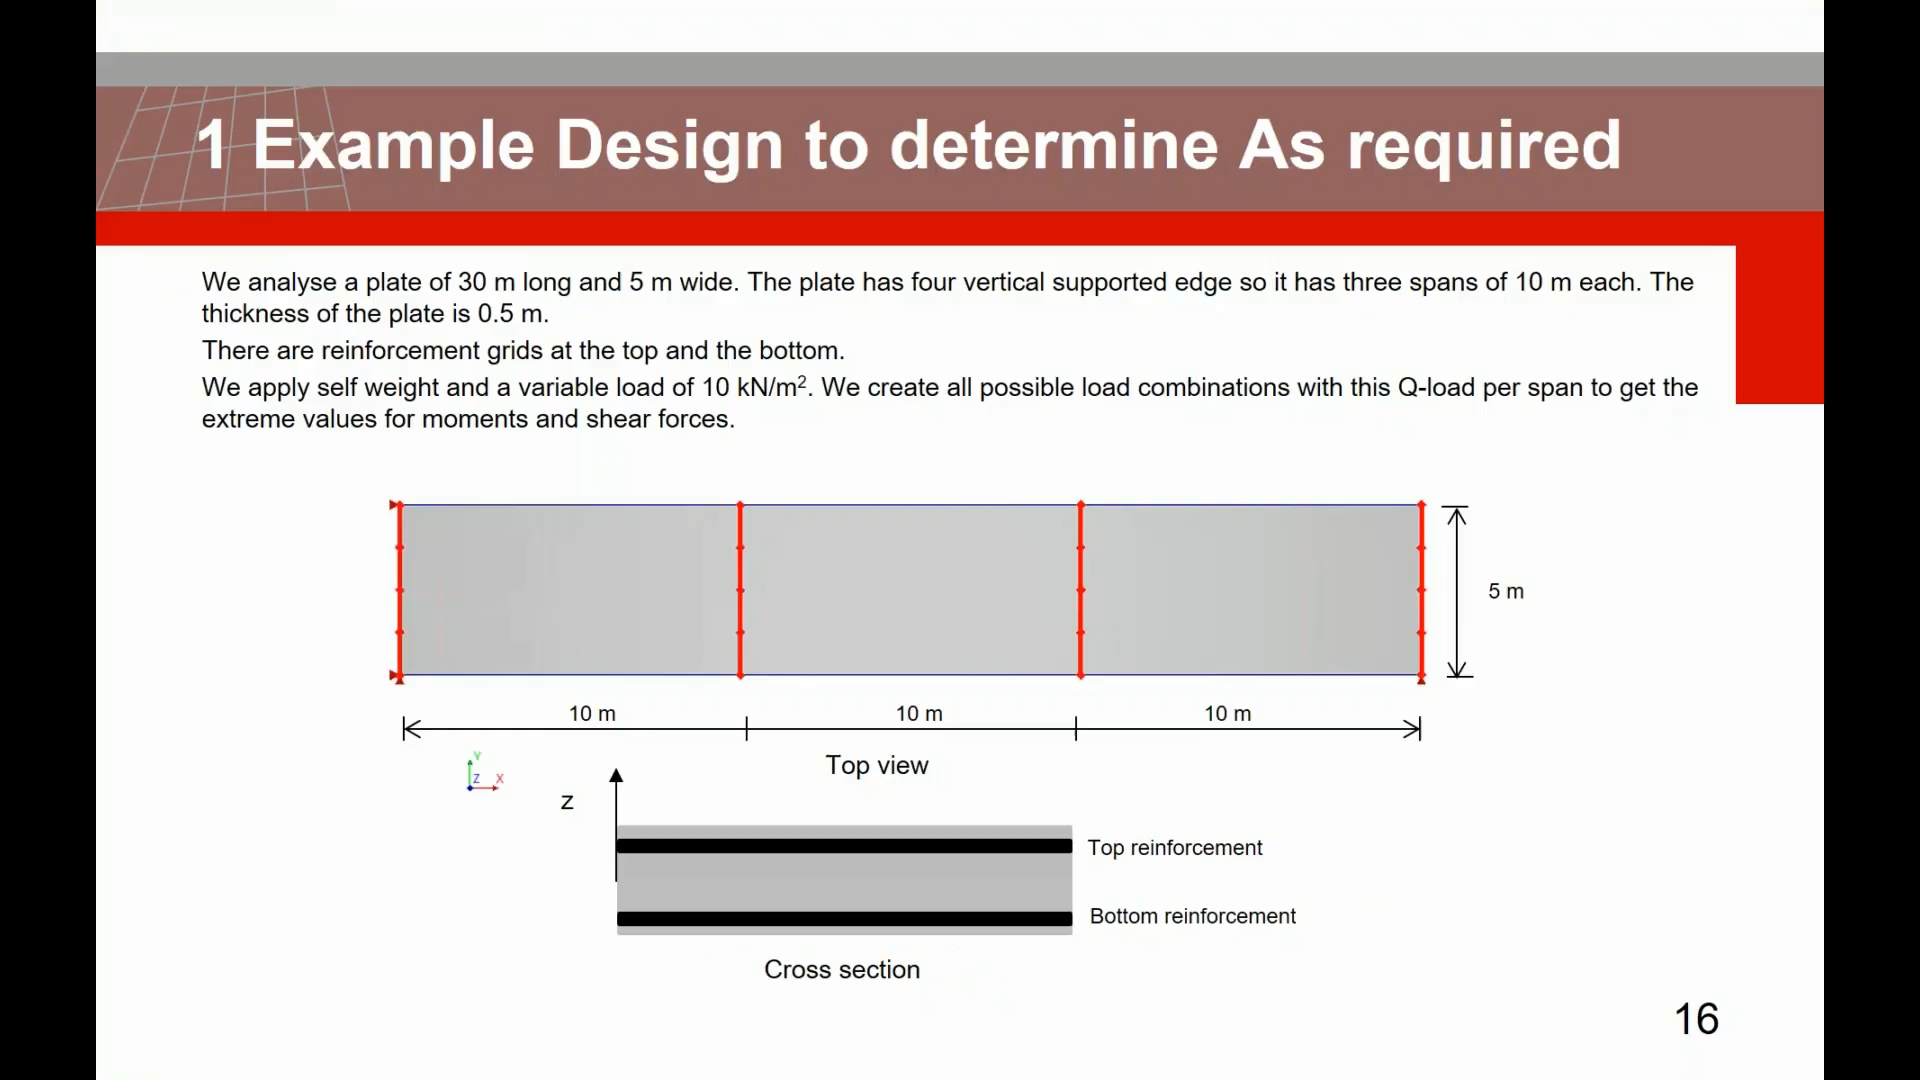 1 Example Design to determine As required
We analyse a plate of 30 m long and 5 m wide. The plate has four vertical supported edge so it has three spans of 10 m each. The
thickness of the plate is 0.5 m.
There are reinforcement grids at the top and the bottom.
We apply self weight and a variable load of 10 kN/m². We create all possible load combinations with this Q-load per span to get the
extreme values for moments and shear forces.
5 m
10 m 10 m 10 m
Top view
Y
Z X
z
Top reinforcement
Bottom reinforcement
Cross section
16